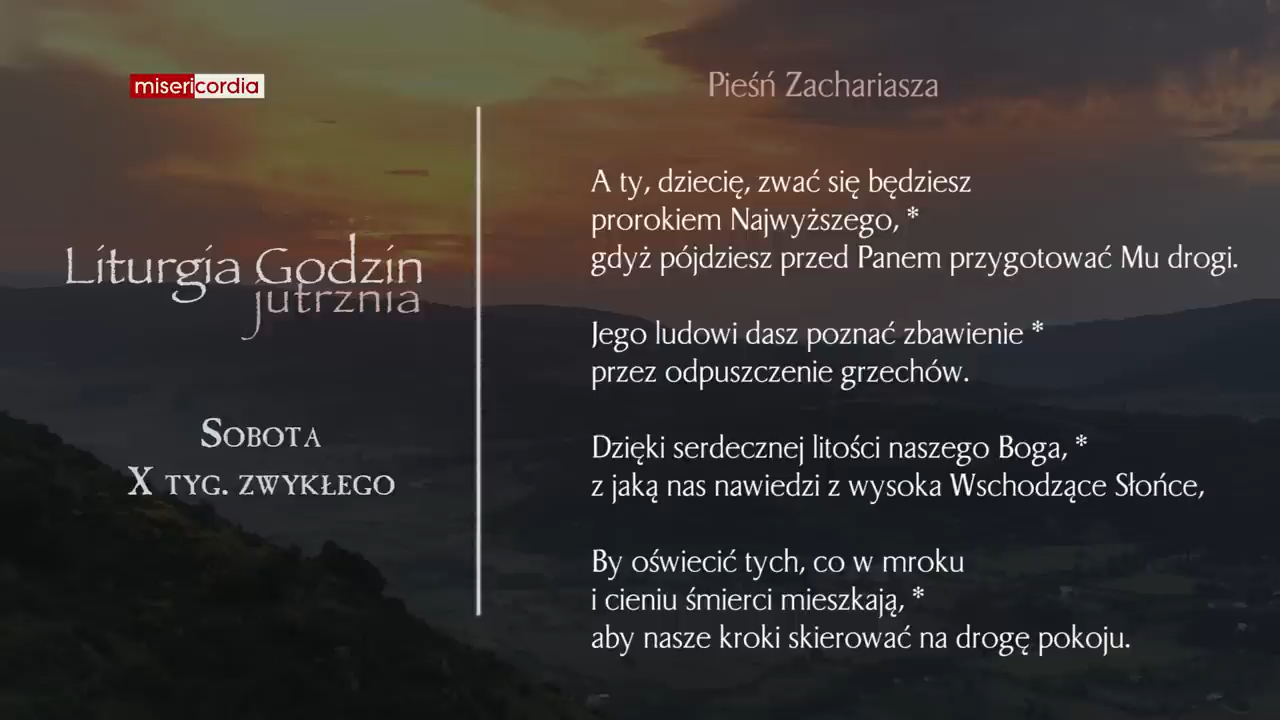 misericordia
Liturgia Godzin
jutrznia
Sobota
X tyg. zwykłego
Pieśń Zachariasza
A ty, dziecię, zwać się będziesz
prorokiem Najwyższego, *
gdyż pójdziesz przed Panem przygotować Mu drogi.
Jego ludowi dasz poznać zbawienie *
przez odpuszczenie grzechów.
Dzięki serdecznej litości naszego Boga, *
z jaką nas nawiedzi z wysoka Wschodzące Słońce,
By oświecić tych, co w mroku
i cieniu śmierci mieszkają, *
aby nasze kroki skierować na drogę pokoju.